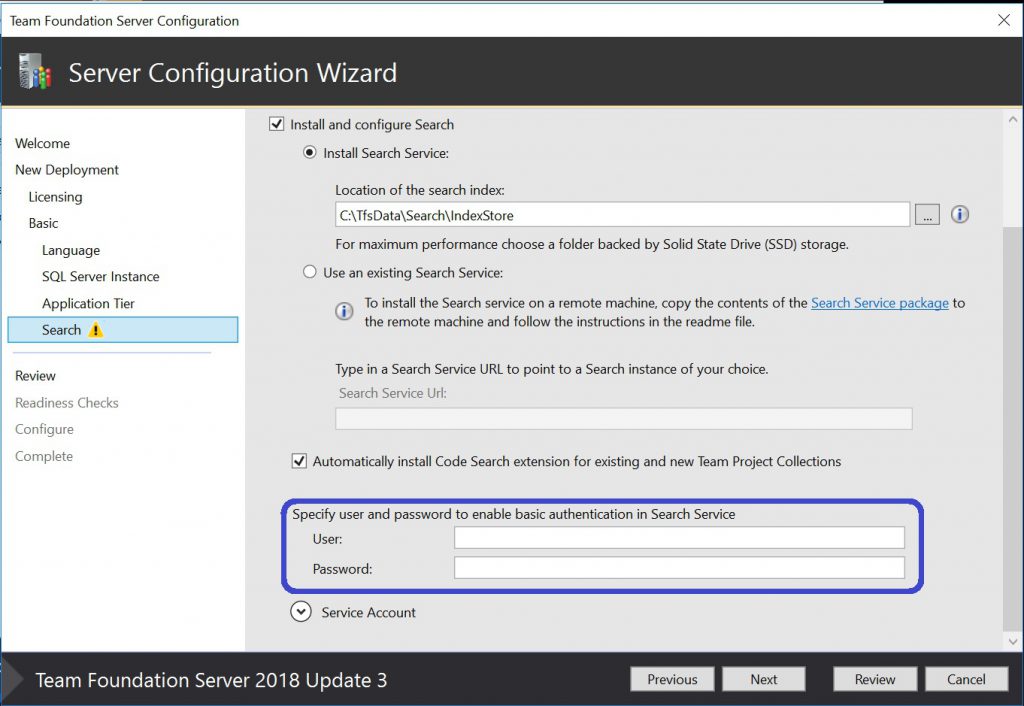 Team Foundation Server Configuration
Server Configuration Wizard
Welcome
New Deployment
Licensing
Basic
Language
SQL Server Instance
Application Tier
Search
Review
Readiness Checks
Configure
Complete
Install and configure Search
Install Search Service:
Location of the search index:
C:\TfsData\Search\IndexStore
...
For maximum performance choose a folder backed by Solid State Drive (SSD) storage.
Use an existing Search Service:
To install the Search service on a remote machine, copy the contents of the Search Service package to
the remote machine and follow the instructions in the readme file.
Type in a Search Service URL to point to a Search instance of your choice.
Search Service Url:
Automatically install Code Search extension for existing and new Team Project Collections
Specify user and password to enable basic authentication in Search Service
User:
Password:
Service Account
Team Foundation Server 2018 Update 3
Previous Next Review Cancel